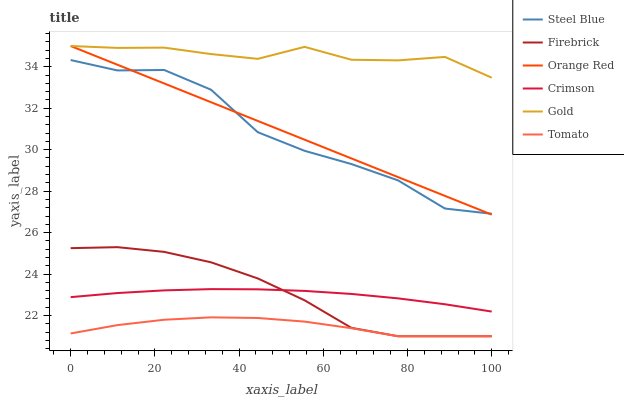 title
Steel Blue
Firebrick
Orange Red
Crimson
Gold
Tomato
yaxis_label
34
32
30
28
26
24
22
0 20 40 60 80 100
xaxis_label